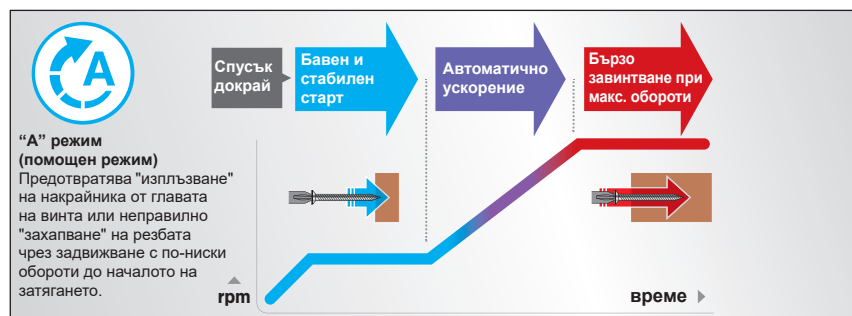 A
"А" режим
(помощен режим)
Предотвратява "изплъзване"
на накрайника от главата
на винта или неправилно
"захапване" на резбата
чрез задвижване с по-ниски
обороти до началото на
затягането.
Спусък
докрай
Бавен и
стабилен
старт
Автоматично
ускорение
Бързо
завинтване при
макс. обороти
rpm
време